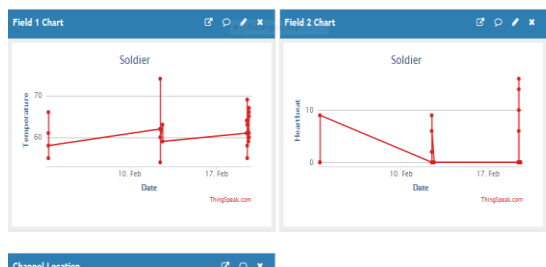 Field 1 Chart
Soldier
Temperature
70
60
10. Feb
17. Feb
Date
ThingSpeak.com
Field 2 Chart
Soldier
Heartbeat
10
0
10. Feb
17. Feb
Date
ThingSpeak.com
Channel Location